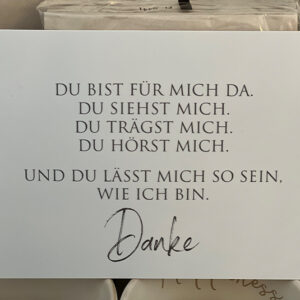 DU BIST FÜR MICH DA.
DU SIEHST MICH.
DU TRÄGST MICH.
DU HÖRST MICH.
UND DU LÄSST MICH SO SEIN,
WIE ICH BIN.
Danke